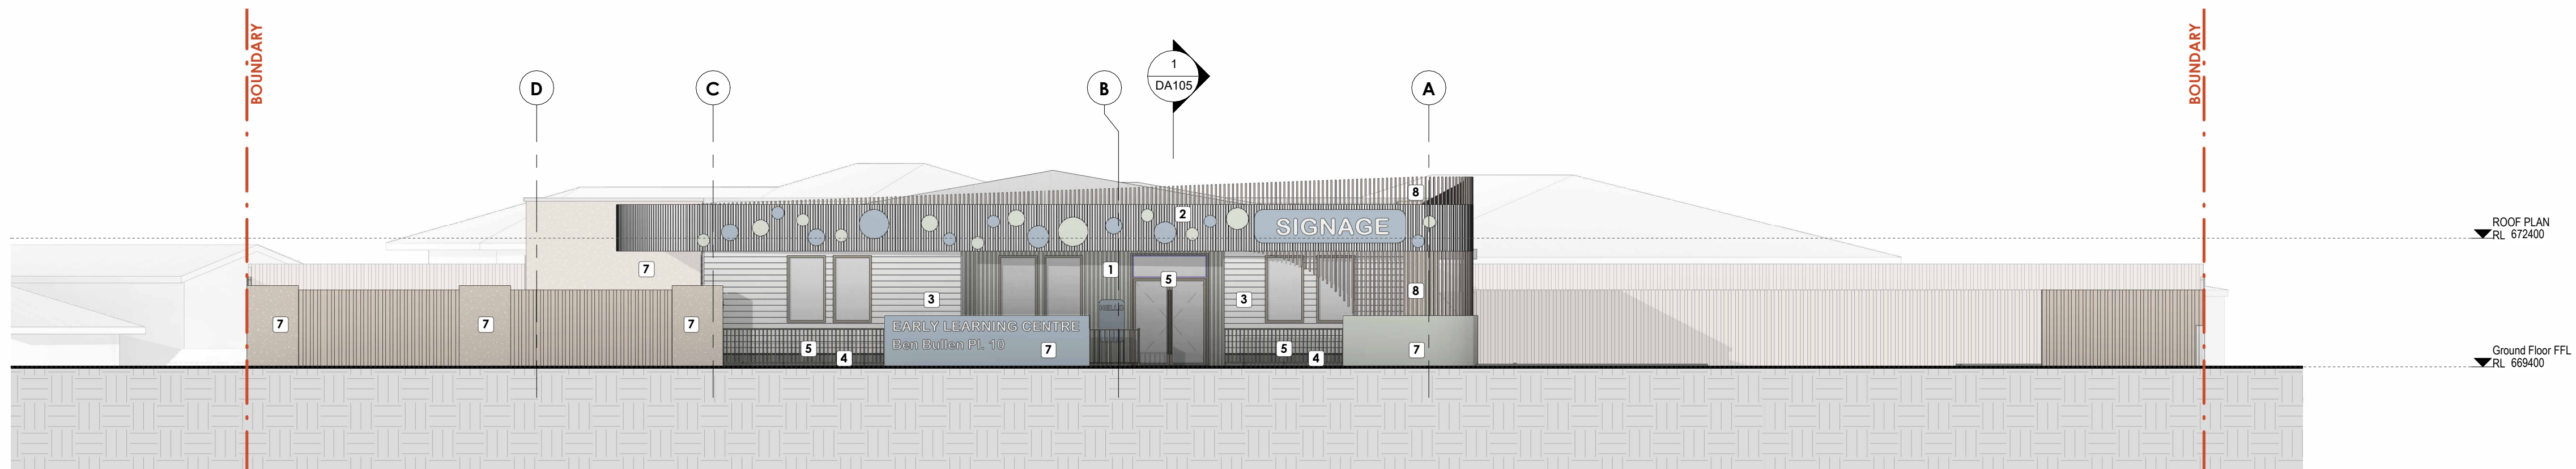 BOUNDARY
BOUNDARY
1
DA105
D
C
B
A
8
2
SIGNAGE
ROOF PLAN
RL 672400
7
1
5
3
3
8
7
7
7
EARLY LEARNING CENTRE
Ben Bullen Pl. 10
5
4
7
5
4
7
Ground Floor FFL
RL 669400